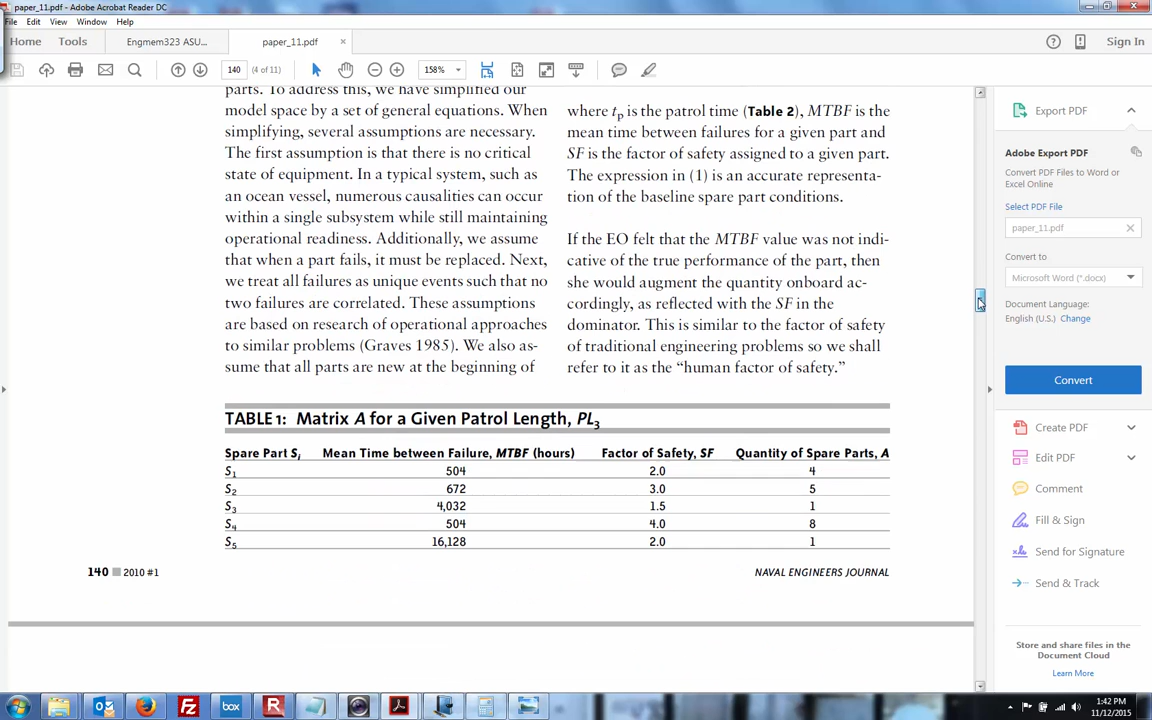 paper_11.pdf - Adobe Acrobat Reader DC
File Edit View Window Help
Home Tools Engmem323 ASU... paper_11.pdf × Sign In
140 (4 of 11) 158%
parts. To address this, we have simplified our
model space by a set of general equations. When
simplifying, several assumptions are necessary.
The first assumption is that there is no critical
state of equipment. In a typical system, such as
an ocean vessel, numerous causalities can occur
within a single subsystem while still maintaining
operational readiness. Additionally, we assume
that when a part fails, it must be replaced. Next,
we treat all failures as unique events such that no
two failures are correlated. These assumptions
are based on research of operational approaches
to similar problems (Graves 1985). We also as-
sume that all parts are new at the beginning of
where tp is the patrol time (Table 2), MTBF is the
mean time between failures for a given part and
SF is the factor of safety assigned to a given part.
The expression in (1) is an accurate representa-
tion of the baseline spare part conditions.
If the EO felt that the MTBF value was not indi-
cative of the true performance of the part, then
she would augment the quantity onboard ac-
cordingly, as reflected with the SF in the
dominator. This is similar to the factor of safety
of traditional engineering problems so we shall
refer to it as the “human factor of safety.”
TABLE 1: Matrix A for a Given Patrol Length, PL3
Spare Part Si Mean Time between Failure, MTBF (hours) Factor of Safety, SF Quantity of Spare Parts, A
S1 504 2.0 4
S2 672 3.0 5
S3 4,032 1.5 1
S4 504 4.0 8
S5 16,128 2.0 1
140 2010 #1 NAVAL ENGINEERS JOURNAL
Export PDF
Adobe Export PDF
Convert PDF Files to Word or
Excel Online
Select PDF File
paper_11.pdf
Convert to
Microsoft Word (*.docx)
Document Language:
English (U.S.) Change
Convert
Create PDF
Edit PDF
Comment
Fill & Sign
Send for Signature
Send & Track
Store and share files in the
Document Cloud
Learn More
box
1:42 PM
11/12/2015